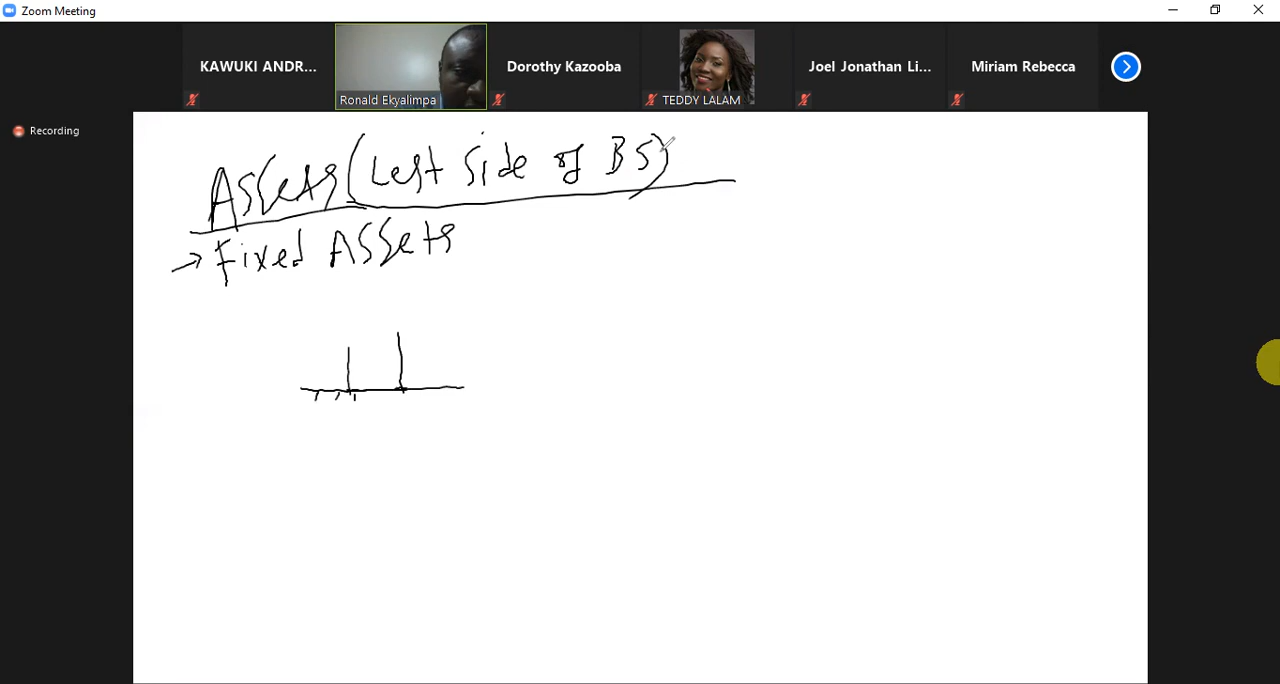 Zoom Meeting
KAWUKI ANDR...
Ronald Ekyalimpa
Dorothy Kazooba
TEDDY LALAM
Joel Jonathan Li...
Miriam Rebecca
Recording
Assets (Left side of BS)
→ Fixed Assets